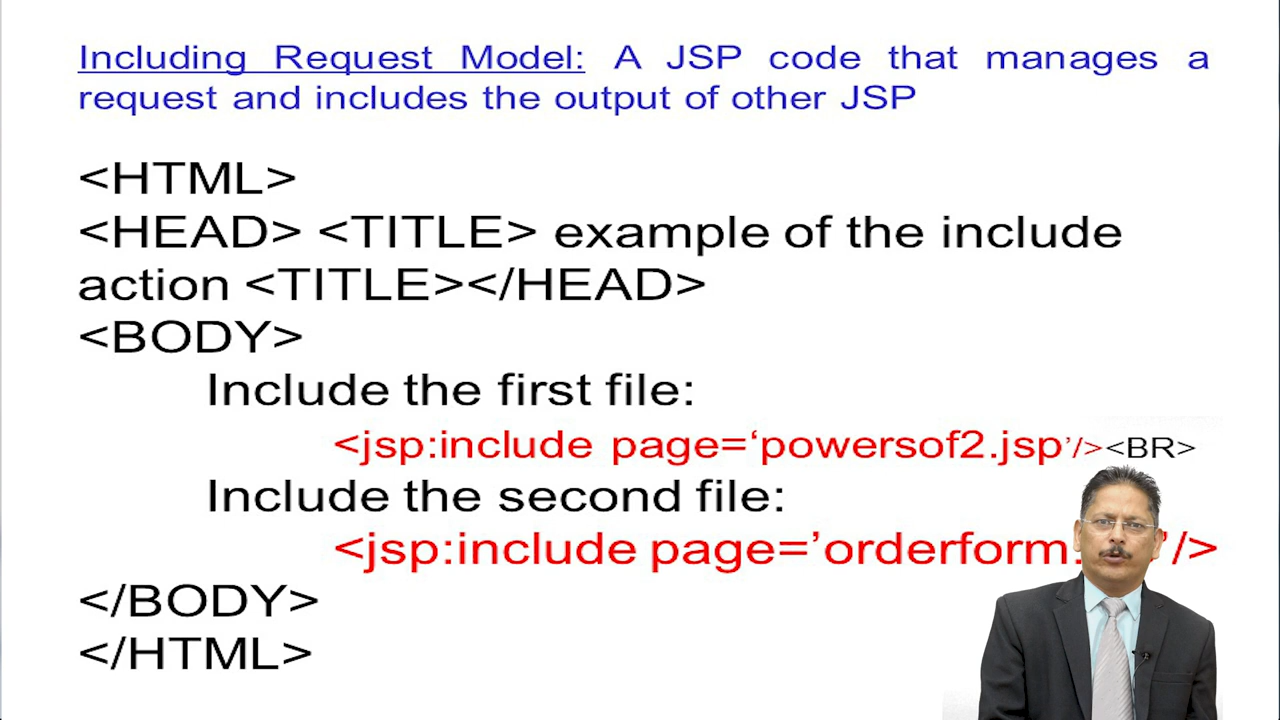 Including Request Model: A JSP code that manages a
request and includes the output of other JSP
<HTML>
<HEAD> <TITLE> example of the include
action <TITLE></HEAD>
<BODY>
Include the first file:
<jsp:include page=‘powersof2.jsp’/><BR>
Include the second file:
<jsp:include page=’orderform. ’/>
</BODY>
</HTML>